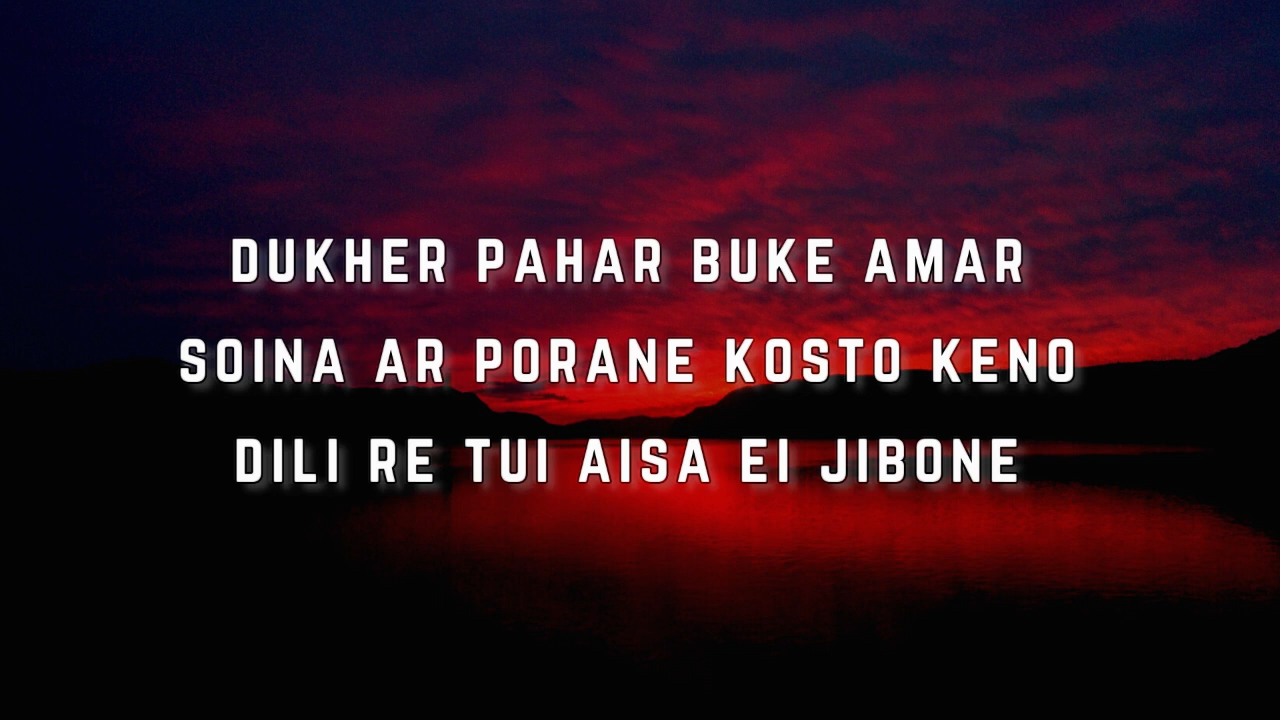 DUKHER PAHAR BUKE AMAR
SOINA AR PORANE KOSTO KENO
DILI RE TUI AISA EI JIBONE